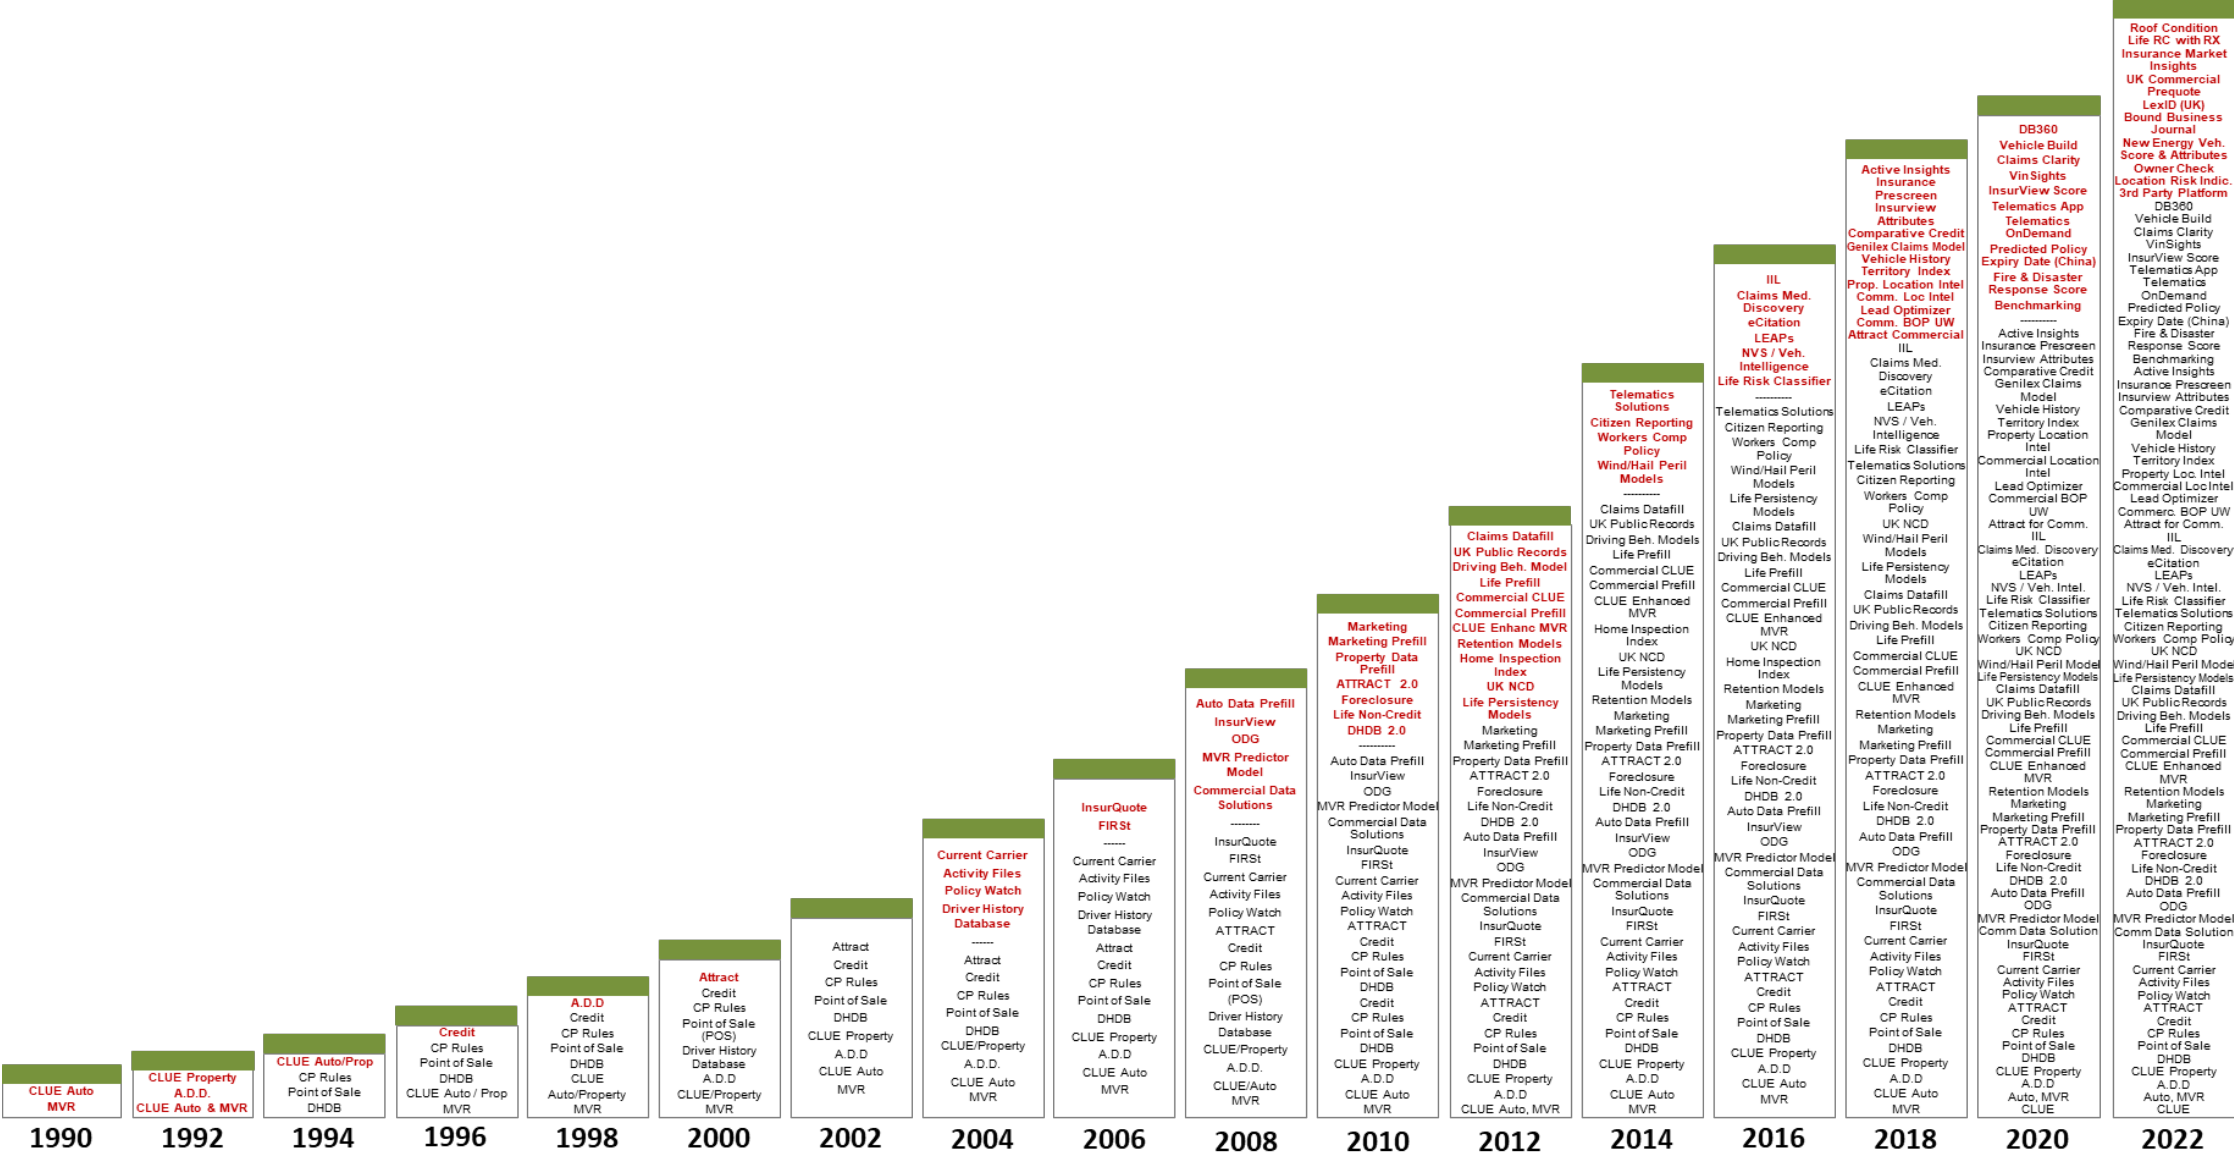 CLUE Auto
MVR
1990
CLUE Property
A.D.D.
CLUE Auto & MVR
1992
CLUE Auto/Prop
CP Rules
Point of Sale
DHDB
1994
Credit
CP Rules
Point of Sale
DHDB
CLUE Auto / Prop
MVR
1996
A.D.D
Credit
CP Rules
Point of Sale
DHDB
CLUE
Auto/Property
MVR
1998
Attract
Credit
CP Rules
Point of Sale
(POS)
Driver History
Database
A.D.D
CLUE/Property
MVR
2000
Attract
Credit
CP Rules
Point of Sale
DHDB
CLUE Property
A.D.D
CLUE Auto
MVR
2002
Current Carrier
Activity Files
Policy Watch
Driver History
Database
------
Attract
Credit
CP Rules
Point of Sale
DHDB
CLUE/Property
A.D.D.
CLUE Auto
MVR
2004
InsurQuote
FIRSt
------
Current Carrier
Activity Files
Policy Watch
Driver History
Database
Attract
Credit
CP Rules
Point of Sale
DHDB
CLUE Property
A.D.D
CLUE Auto
MVR
2006
Auto Data Prefill
InsurView
ODG
MVR Predictor
Model
Commercial Data
Solutions
--------
InsurQuote
FIRSt
Current Carrier
Activity Files
Policy Watch
ATTRACT
Credit
CP Rules
Point of Sale
(POS)
Driver History
Database
CLUE/Property
A.D.D.
CLUE/Auto
MVR
2008
Marketing
Marketing Prefill
Property Data
Prefill
ATTRACT 2.0
Foreclosure
Life Non-Credit
DHDB 2.0
----------
Auto Data Prefill
InsurView
ODG
MVR Predictor Model
Commercial Data
Solutions
InsurQuote
FIRSt
Current Carrier
Activity Files
Policy Watch
ATTRACT
Credit
CP Rules
Point of Sale
DHDB
Credit
CP Rules
Point of Sale
DHDB
CLUE Property
A.D.D
CLUE Auto
MVR
2010
Claims Datafill
UK Public Records
Driving Beh. Model
Life Prefill
Commercial CLUE
Commercial Prefill
CLUE Enhanc MVR
Retention Models
Home Inspection
Index
UK NCD
Life Persistency
Models
Marketing
Marketing Prefill
Property Data Prefill
ATTRACT 2.0
Foreclosure
Life Non-Credit
DHDB 2.0
Auto Data Prefill
InsurView
ODG
MVR Predictor Model
Commercial Data
Solutions
InsurQuote
FIRSt
Current Carrier
Activity Files
Policy Watch
ATTRACT
Credit
CP Rules
Point of Sale
DHDB
CLUE Property
A.D.D
CLUE Auto, MVR
2012
Telematics
Solutions
Citizen Reporting
Workers Comp
Policy
Wind/Hail Peril
Models
----------
Claims Datafill
UK Public Records
Driving Beh. Models
Life Prefill
Commercial CLUE
Commercial Prefill
CLUE Enhanced
MVR
Home Inspection
Index
UK NCD
Life Persistency
Models
Retention Models
Marketing
Marketing Prefill
Property Data Prefill
ATTRACT 2.0
Foreclosure
Life Non-Credit
DHDB 2.0
Auto Data Prefill
InsurView
ODG
MVR Predictor Model
Commercial Data
Solutions
InsurQuote
FIRSt
Current Carrier
Activity Files
Policy Watch
ATTRACT
Credit
CP Rules
Point of Sale
DHDB
CLUE Property
A.D.D
CLUE Auto
MVR
2014
IIL
Claims Med.
Discovery
eCitation
LEAPs
NVS / Veh.
Intelligence
Life Risk Classifier
----------
Telematics Solutions
Citizen Reporting
Workers Comp
Policy
Wind/Hail Peril
Models
Life Persistency
Models
Claims Datafill
UK Public Records
Driving Beh. Models
Life Prefill
Commercial CLUE
Commercial Prefill
CLUE Enhanced
MVR
UK NCD
Home Inspection
Index
Retention Models
Marketing
Marketing Prefill
Property Data Prefill
ATTRACT 2.0
Foreclosure
Life Non-Credit
DHDB 2.0
Auto Data Prefill
InsurView
ODG
MVR Predictor Model
Commercial Data
Solutions
InsurQuote
FIRSt
Current Carrier
Activity Files
Policy Watch
ATTRACT
Credit
CP Rules
Point of Sale
DHDB
CLUE Property
A.D.D
CLUE Auto
MVR
2016
Active Insights
Insurance
Prescreen
Insurview
Attributes
Comparative Credit
Genilex Claims Model
Vehicle History
Territory Index
Prop. Location Intel
Comm. Loc Intel
Lead Optimizer
Comm. BOP UW
Attract Commercial
IIL
Claims Med.
Discovery
eCitation
LEAPs
NVS / Veh.
Intelligence
Life Risk Classifier
Telematics Solutions
Citizen Reporting
Workers Comp
Policy
UK NCD
Wind/Hail Peril
Models
Life Persistency
Models
Claims Datafill
UK Public Records
Driving Beh. Models
Life Prefill
Commercial CLUE
Commercial Prefill
CLUE Enhanced
MVR
Retention Models
Marketing
Marketing Prefill
Property Data Prefill
ATTRACT 2.0
Foreclosure
Life Non-Credit
DHDB 2.0
Auto Data Prefill
ODG
MVR Predictor Model
Commercial Data
Solutions
InsurQuote
FIRSt
Current Carrier
Activity Files
Policy Watch
ATTRACT
Credit
CP Rules
Point of Sale
DHDB
CLUE Property
A.D.D
CLUE Auto
MVR
2018
DB360
Vehicle Build
Claims Clarity
VinSights
InsurView Score
Telematics App
Telematics
OnDemand
Predicted Policy
Expiry Date (China)
Fire & Disaster
Response Score
Benchmarking
----------
Active Insights
Insurance Prescreen
Insurview Attributes
Comparative Credit
Genilex Claims
Model
Vehicle History
Territory Index
Property Location
Intel
Commercial Location
Intel
Lead Optimizer
Commercial BOP
UW
Attract for Comm.
IIL
Claims Med. Discovery
eCitation
LEAPs
NVS / Veh. Intel.
Life Risk Classifier
Telematics Solutions
Citizen Reporting
Workers Comp Policy
UK NCD
Wind/Hail Peril Model
Life Persistency Models
Claims Datafill
UK Public Records
Driving Beh. Models
Life Prefill
Commercial CLUE
Commercial Prefill
CLUE Enhanced
MVR
Retention Models
Marketing
Marketing Prefill
Property Data Prefill
ATTRACT 2.0
Foreclosure
Life Non-Credit
DHDB 2.0
Auto Data Prefill
ODG
MVR Predictor Model
Comm Data Solution
InsurQuote
FIRSt
Current Carrier
Activity Files
Policy Watch
ATTRACT
Credit
CP Rules
Point of Sale
DHDB
CLUE Property
A.D.D
Auto, MVR
CLUE
2020
Roof Condition
Life RC with RX
Insurance Market
Insights
UK Commercial
Prequote
LexID (UK)
Bound Business
Journal
New Energy Veh.
Score & Attributes
Owner Check
Location Risk Indic.
3rd Party Platform
DB360
Vehicle Build
Claims Clarity
VinSights
InsurView Score
Telematics App
Telematics
OnDemand
Predicted Policy
Expiry Date (China)
Fire & Disaster
Response Score
Benchmarking
Active Insights
Insurance Prescreen
Insurview Attributes
Comparative Credit
Genilex Claims
Model
Vehicle History
Territory Index
Property Loc. Intel
Commercial Loc Intel
Lead Optimizer
Commerc. BOP UW
Attract for Comm.
IIL
Claims Med. Discovery
eCitation
LEAPs
NVS / Veh. Intel.
Life Risk Classifier
Telematics Solutions
Citizen Reporting
Workers Comp Policy
UK NCD
Wind/Hail Peril Model
Life Persistency Models
Claims Datafill
UK Public Records
Driving Beh. Models
Life Prefill
Commercial CLUE
Commercial Prefill
CLUE Enhanced
MVR
Retention Models
Marketing
Marketing Prefill
Property Data Prefill
ATTRACT 2.0
Foreclosure
Life Non-Credit
DHDB 2.0
Auto Data Prefill
ODG
MVR Predictor Model
Comm Data Solution
InsurQuote
FIRSt
Current Carrier
Activity Files
Policy Watch
ATTRACT
Credit
CP Rules
Point of Sale
DHDB
CLUE Property
A.D.D
Auto, MVR
CLUE
2022